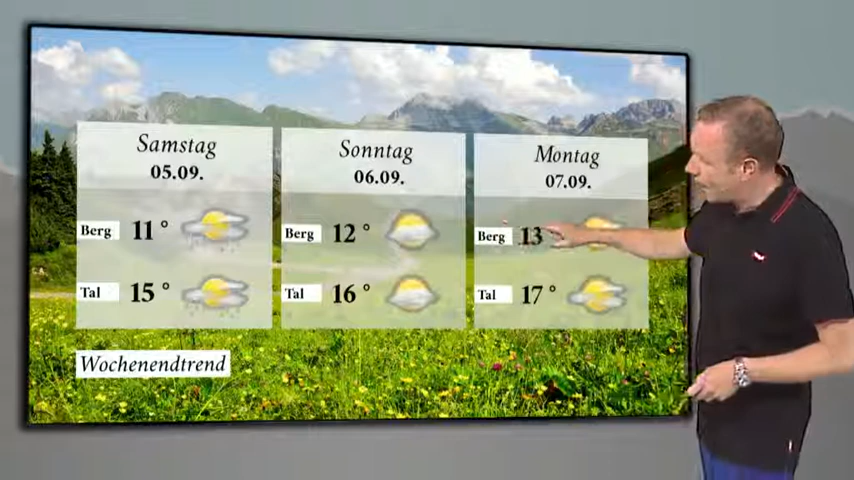 Samstag
05.09.
Berg 11°
Tal 15°
Sonntag
06.09.
Berg 12°
Tal 16°
Montag
07.09.
Berg 13
Tal 17°
Wochenendtrend